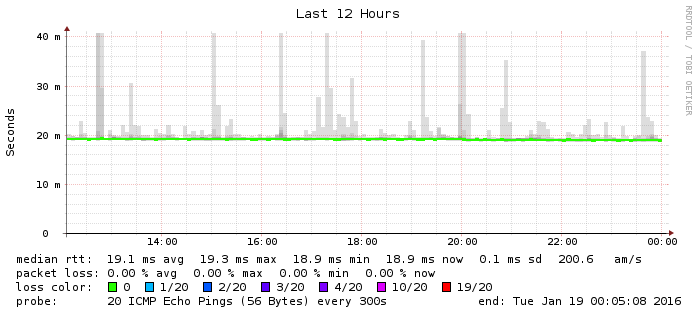 Last 12 Hours
RRDTOOL / TOBI OETIKER
Seconds
40 m
30 m
20 m
10 m
0
14:00 16:00 18:00 20:00 22:00 00:00
median rtt: 19.1 ms avg 19.3 ms max 18.9 ms min 18.9 ms now 0.1 ms sd 200.6 am/s
packet loss: 0.00 % avg 0.00 % max 0.00 % min 0.00 % now
loss color: 0 1/20 2/20 3/20 4/20 10/20 19/20
probe: 20 ICMP Echo Pings (56 Bytes) every 300s end: Tue Jan 19 00:05:08 2016